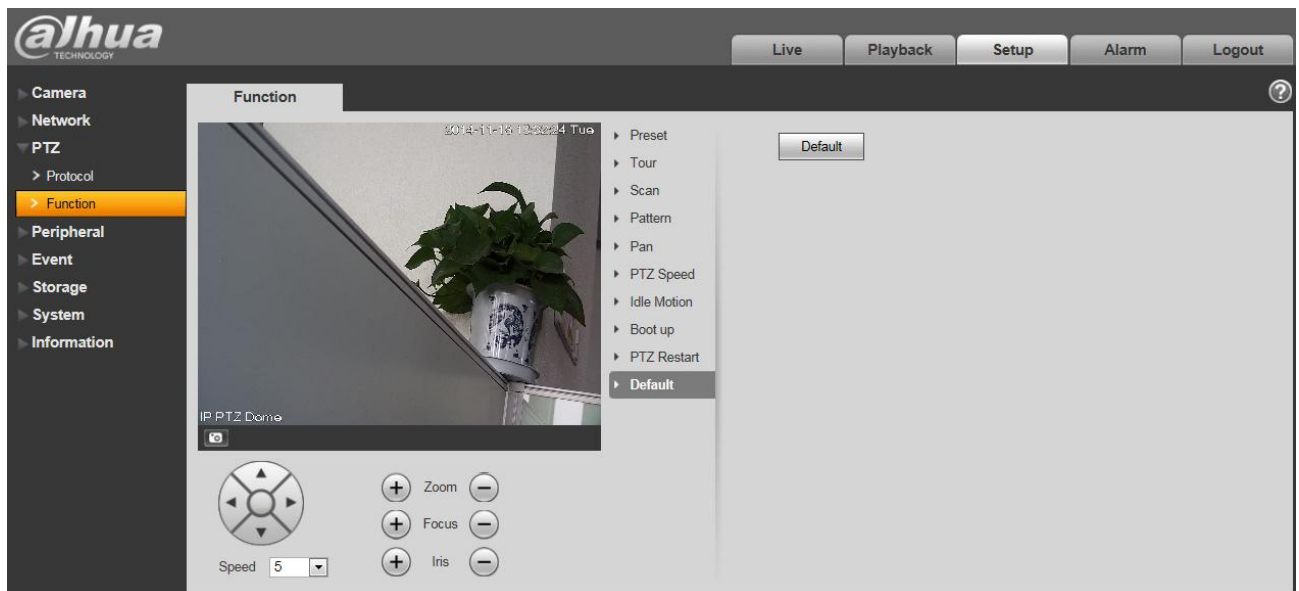 alhua
TECHNOLOGY
Live Playback Setup Alarm Logout
Camera
Network
PTZ
> Protocol
> Function
Peripheral
Event
Storage
System
Information
Function
?
Tue
IP PTZ Dome
Preset
Tour
Scan
Pattern
Pan
PTZ Speed
Idle Motion
Boot up
PTZ Restart
Default
Default
+ Zoom −
+ Focus −
+ Iris −
Speed 5